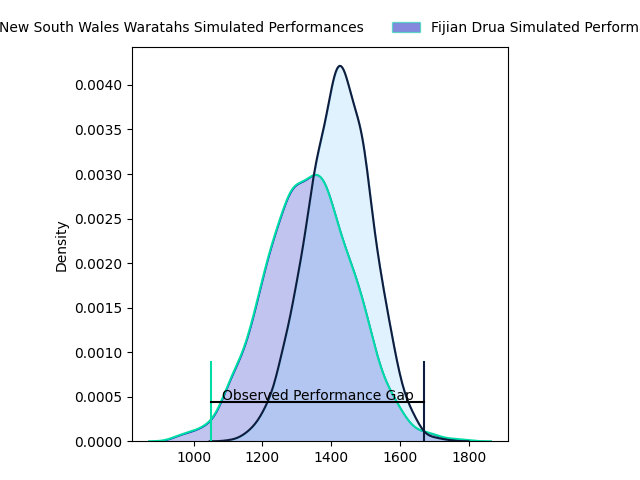 New South Wales Waratahs Simulated Performances
Fijian Drua Simulated Perform
Density
0.0040
0.0035
0.0030
0.0025
0.0020
0.0015
0.0010
0.0005
0.0000
Observed Performance Gap
1000 1200 1400 1600 1800